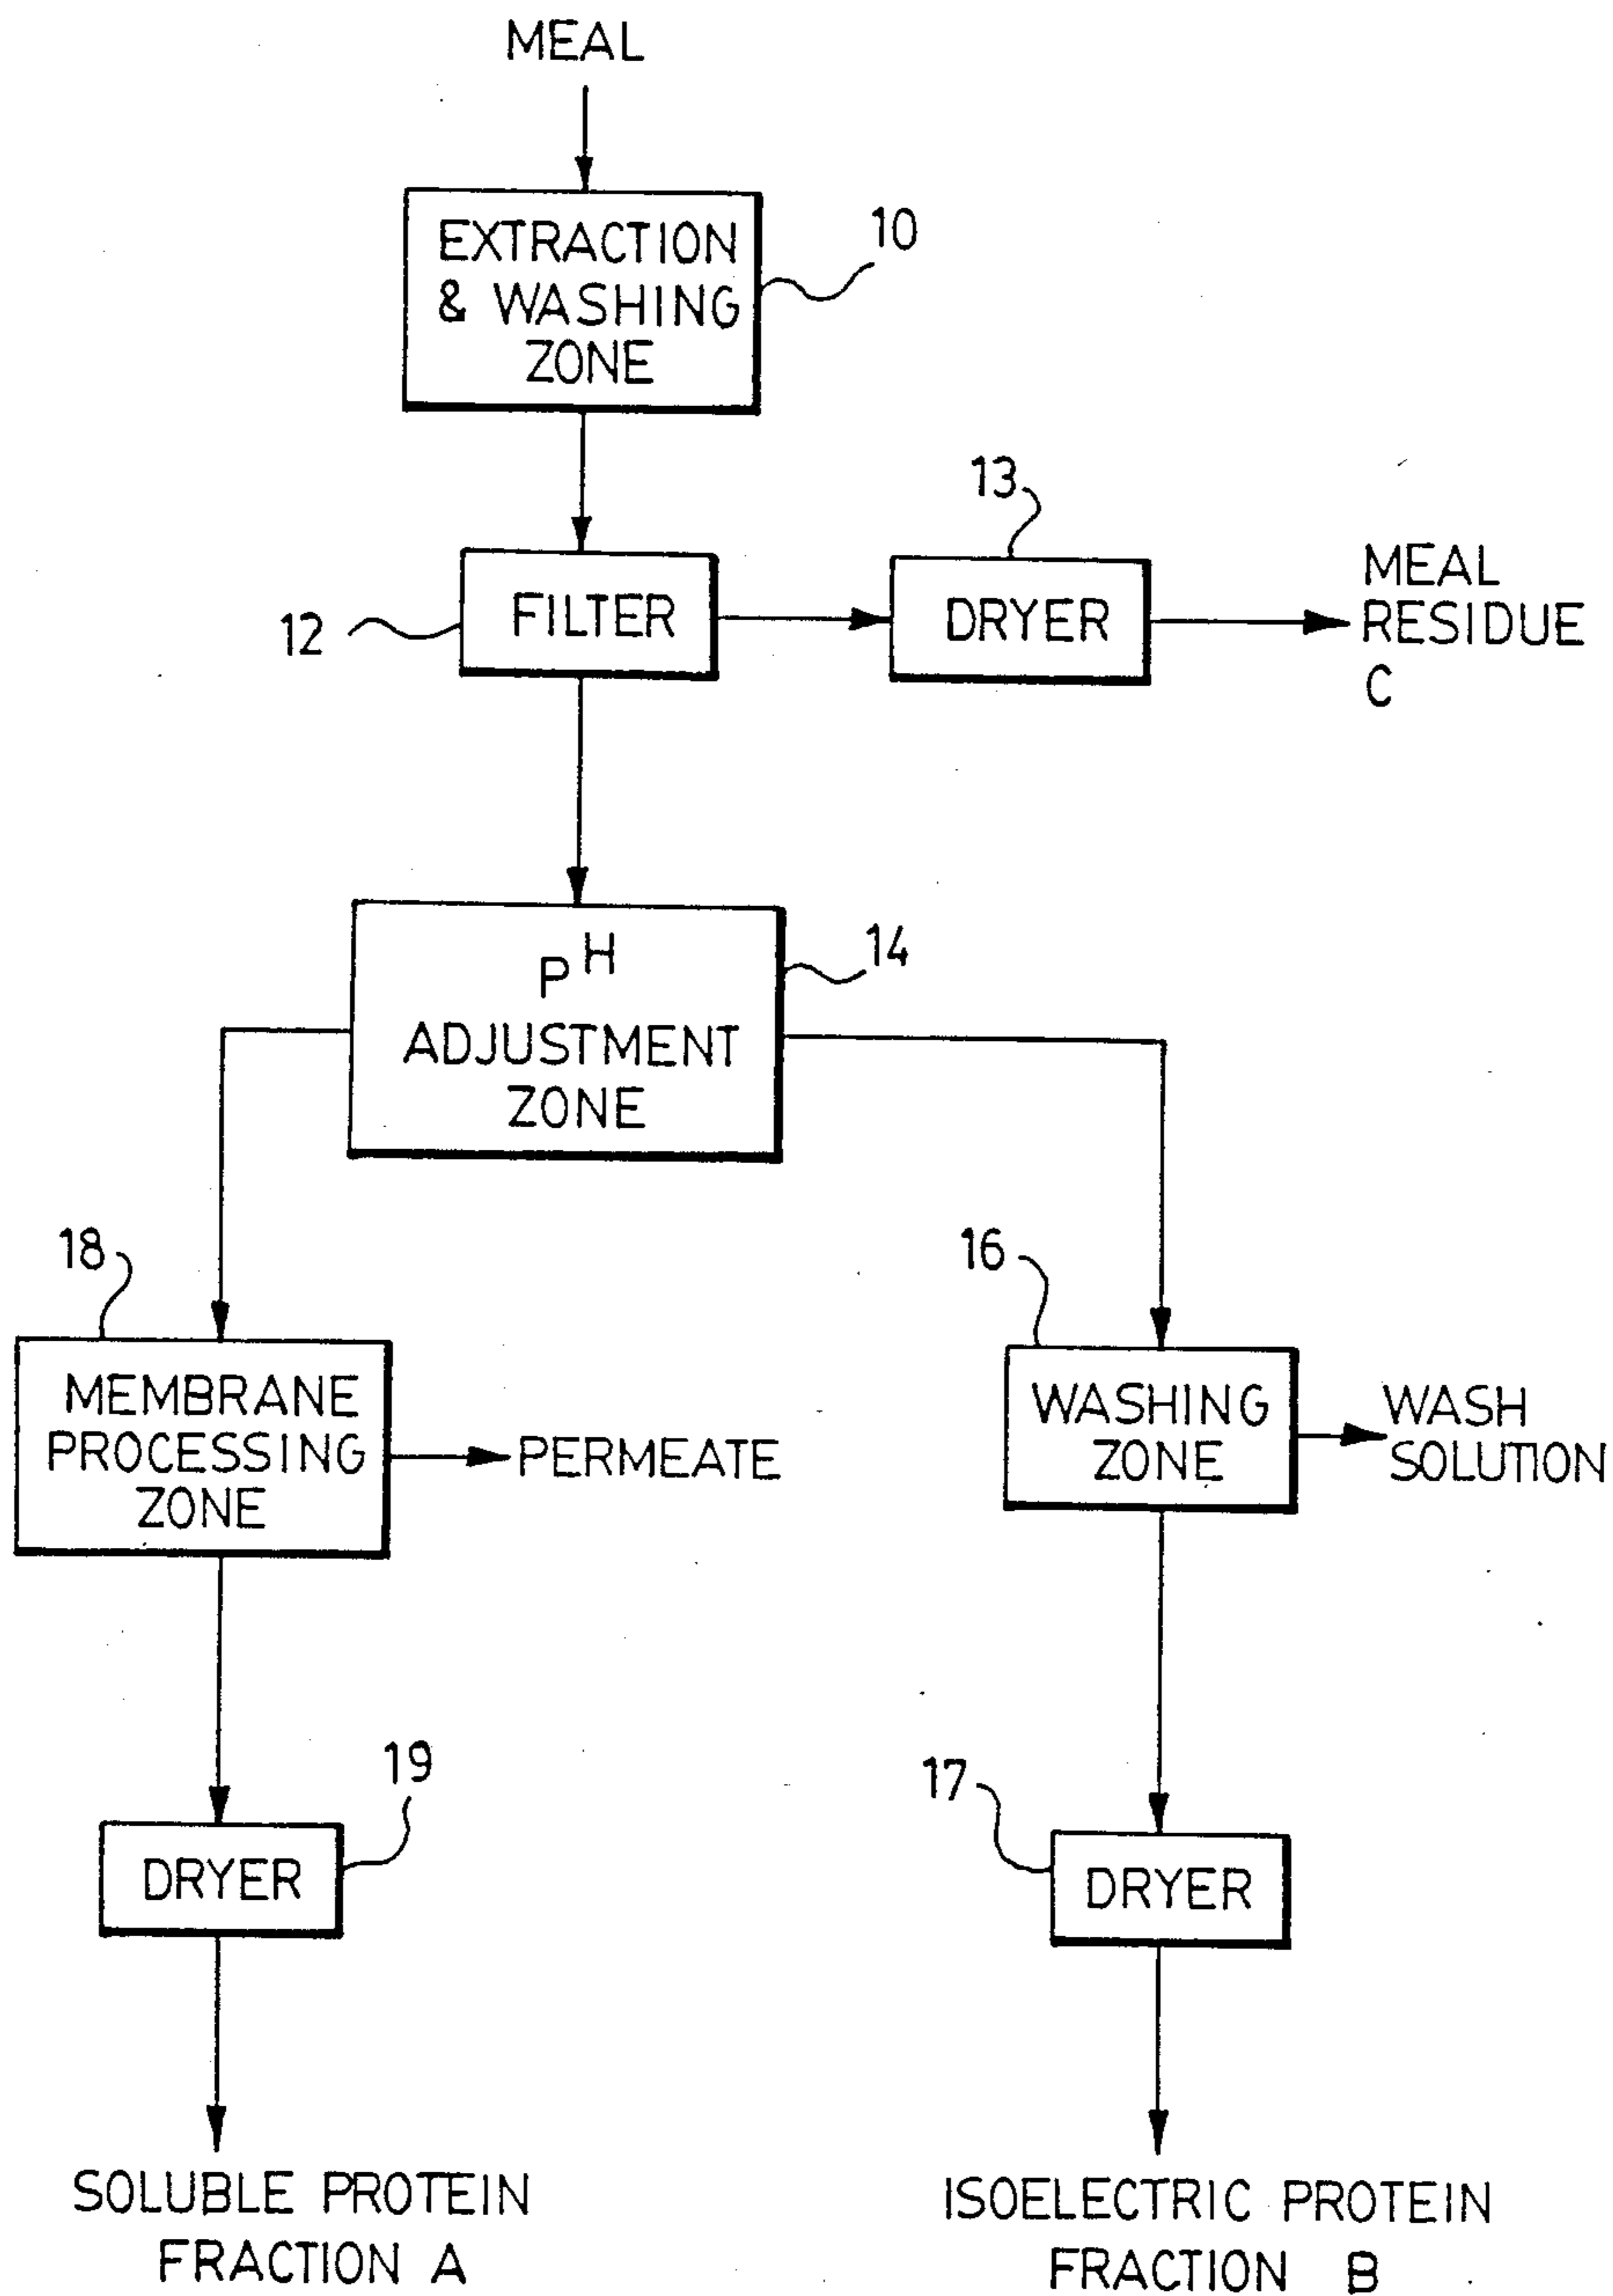 MEAL
EXTRACTION
& WASHING
ZONE
10
13
12
FILTER
DRYER
MEAL
RESIDUE
C
PH
ADJUSTMENT
ZONE
14
18
MEMBRANE
PROCESSING
ZONE
PERMEATE
16
WASHING
ZONE
WASH
SOLUTION
19
DRYER
17
DRYER
SOLUBLE PROTEIN
FRACTION A
ISOELECTRIC PROTEIN
FRACTION B